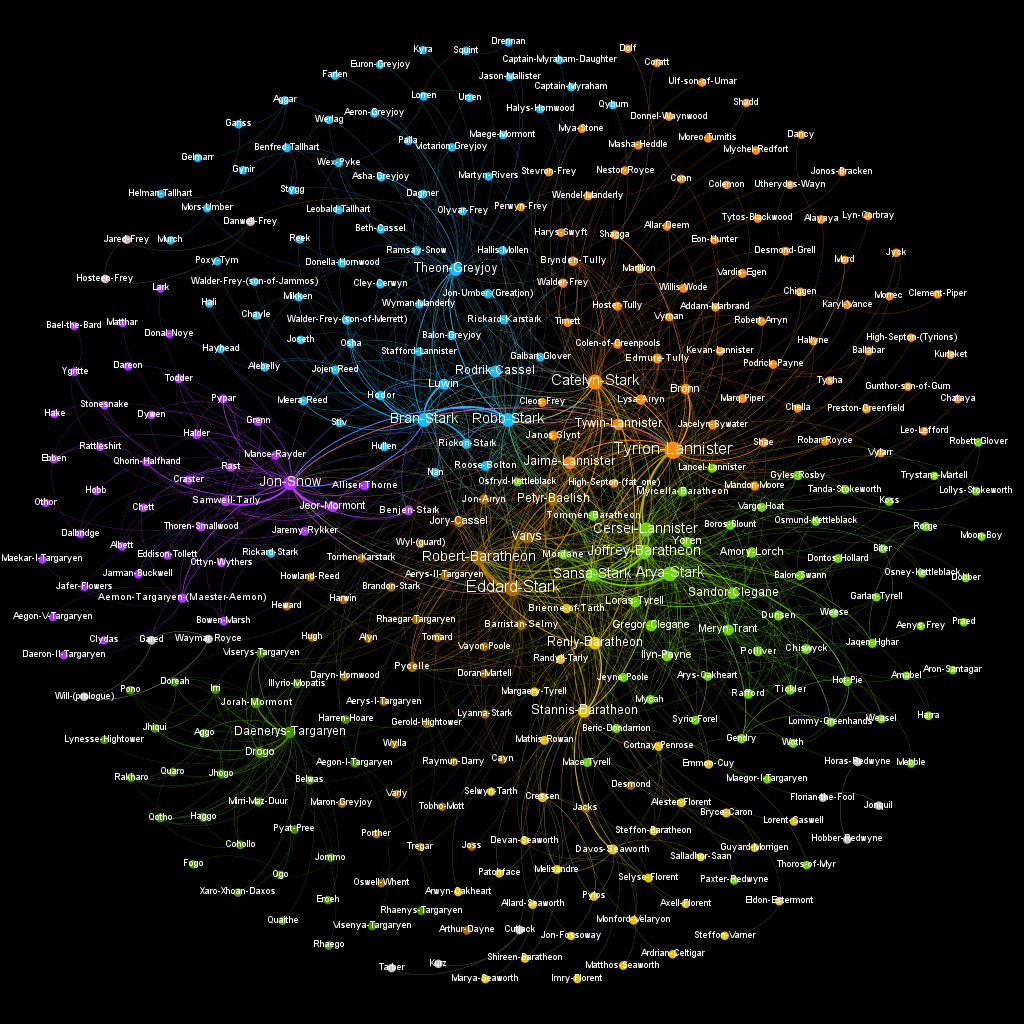 Drennan
Kyra
Squint
Dolf
Captain-Myraham-Daughter
Coratt
Euron-Greyjoy
Farlen
Jason-Mallister
Captain-Myraham
Ulf-son-of-Umar
Aggar
Lorren
Urzen
Qyburn
Shadd
Aeron-Greyjoy
Halys-Hornwood
Donnel-Waynwood
Werlag
Gariss
Mya-Stone
Dancy
Maege-Mormont
Moreo-Tumitis
Palla
Victarion-Greyjoy
Masha-Heddle
Benfred-Tallhart
Mychel-Redfort
Gelmarr
Wex-Pyke
Gynir
Stevron-Frey
Nestor-Royce
Jonos-Bracken
Asha-Greyjoy
Martyn-Rivers
Conn
Colemon
Utherydes-Wayn
Stygg
Helman-Tallhart
Dagmer
Wendel-Manderly
Mors-Umber
Leobald-Tallhart
Olyvar-Frey
Perwyn-Frey
Tytos-Blackwood
Alayaya
Lyn-Corbray
Danwell-Frey
Beth-Cassel
Harys-Swyft
Shagga
Allar-Deem
Jared-Frey
Murch
Reek
Eon-Hunter
Ramsay-Snow
Hallis-Mollen
Desmond-Grell
Jyck
Poxy-Tym
Donella-Hornwood
Theon-Greyjoy
Brynden-Tully
Marillion
Mord
Hosteen-Frey
Vardis-Egen
Walder-Frey-(son-of-Jammos)
Cley-Cerwyn
Walder-Frey
Willis-Wode
Lark
Mikken
Jon-Umber-(Greatjon)
Chiggen
Clement-Piper
Hali
Wyman-Manderly
Hoster-Tully
Addam-Marbrand
Karyl-Vance
Morrec
Bael-the-Bard
Matthar
Chayle
Walder-Frey-(son-of-Merrett)
Rickard-Karstark
Timett
Vyman
Robert-Arryn
Donal-Noye
Joseth
Balon-Greyjoy
Hallyne
High-Septon-(Tyrions)
Hayhead
Osha
Stafford-Lannister
Galbart-Glover
Colen-of-Greenpools
Edmure-Tully
Kevan-Lannister
Ballabar
Kurleket
Dareon
Alebelly
Jojen-Reed
Rodrik-Cassel
Podrick-Payne
Ygritte
Todder
Luwin
Catelyn-Stark
Bronn
Tysha
Gunthor-son-of-Gurn
Hodor
Stonesnake
Pypar
Meera-Reed
Cleos-Frey
Lysa-Arryn
Marq-Piper
Chella
Preston-Greenfield
Chataya
Hake
Dywen
Grenn
Stiv
Bran-Stark
Robb-Stark
Tywin-Lannister
Jacelyn-Bywater
Leo-Lefford
Halder
Janos-Slynt
Rattleshirt
Hullen
Rickon-Stark
Tyrion-Lannister
Shae
Robar-Royce
Robett-Glover
Mance-Rayder
Ebben
Qhorin-Halfhand
Rast
Roose-Bolton
Jaime-Lannister
Lancel-Lannister
Vylarr
Nan
Craster
Jon-Snow
Alliser-Thorne
Osfryd-Kettleblack
High-Septon-(fat_one)
Gyles-Rosby
Trystane-Martell
Mandon-Moore
Hobb
Myrcella-Baratheon
Tanda-Stokeworth
Lollys-Stokeworth
Othor
Samwell-Tarly
Jon-Arryn
Petyr-Baelish
Koss
Chett
Jeor-Mormont
Benjen-Stark
Vargo-Hoat
Tommen-Baratheon
Jory-Cassel
Boros-Blount
Osmund-Kettleblack
Thoren-Smallwood
Jaremy-Rykker
Cersei-Lannister
Rorge
Dalbridge
Varys
Yoren
Moon-Boy
Albett
Wyl-(guard)
Joffrey-Baratheon
Amory-Lorch
Biter
Eddison-Tollett
Rickard-Stark
Torrhen-Karstark
Robert-Baratheon
Mordane
Dontos-Hollard
Maekar-I-Targaryen
Ottyn-Wythers
Jarman-Buckwell
Howland-Reed
Aerys-II-Targaryen
Sansa-Stark
Arya-Stark
Balon-Swann
Osney-Kettleblack
Dobber
Jafer-Flowers
Brandon-Stark
Eddard-Stark
Sandor-Clegane
Aemon-Targaryen-(Maester-Aemon)
Heward
Harwin
Loras-Tyrell
Garlan-Tyrell
Brienne-of-Tarth
Weese
Aegon-V-Targaryen
Bowen-Marsh
Rhaegar-Targaryen
Barristan-Selmy
Gregor-Clegane
Dunsen
Praed
Meryn-Trant
Aenys-Frey
Clydas
Gared
Waymar-Royce
Hugh
Alyn
Tomard
Renly-Baratheon
Jaqen-Hghar
Daeron-II-Targaryen
Viserys-Targaryen
Vayon-Poole
Randyll-Tarly
Ilyn-Payne
Polliver
Chiswyck
Pycelle
Doran-Martell
Daryn-Hornwood
Jeyne-Poole
Arys-Oakheart
Hot-Pie
Amabel
Aron-Santagar
Will-(prologue)
Pono
Doreah
Irri
Illyrio-Mopatis
Margaery-Tyrell
Rafford
Tickler
Jorah-Mormont
Aerys-I-Targaryen
Mycah
Stannis-Baratheon
Lyanna-Stark
Syrio-Forel
Lommy-Greenhands
Weasel
Harra
Jhiqui
Aggo
Harren-Hoare
Gerold-Hightower
Beric-Dondarrion
Daenerys-Targaryen
Lynesse-Hightower
Wylla
Mathis-Rowan
Gendry
Woth
Cortnay-Penrose
Drogo
Aegon-I-Targaryen
Raymun-Darry
Cayn
Mace-Tyrell
Emmon-Cuy
Horas-Redwyne
Mebble
Rakharo
Quaro
Jhogo
Belwas
Maegor-I-Targaryen
Selwyn-Tarth
Desmond
Varly
Cressen
Florian-the-Fool
Mirri-Maz-Duur
Maron-Greyjoy
Tobho-Mott
Jacks
Alester-Florent
Jonquil
Qotho
Haggo
Bryce-Caron
Lorent-Caswell
Pyat-Pree
Porther
Steffon-Baratheon
Hobber-Redwyne
Cohollo
Tregar
Joss
Devan-Seaworth
Davos-Seaworth
Guyard-Morrigen
Jommo
Salladhor-Saan
Fogo
Ogo
Patchface
Melisandre
Thoros-of-Myr
Oswell-Whent
Selyse-Florent
Paxter-Redwyne
Xaro-Xhoan-Daxos
Arwyn-Oakheart
Eroeh
Pylos
Eldon-Estermont
Allard-Seaworth
Axell-Florent
Rhaenys-Targaryen
Quaithe
Visenya-Targaryen
Arthur-Dayne
Cutjack
Monford-Velaryon
Jon-Fossoway
Steffon-Varner
Rhaego
Shireen-Baratheon
Ardrian-Celtigar
Tarber
Kurz
Matthos-Seaworth
Marya-Seaworth
Imry-Florent